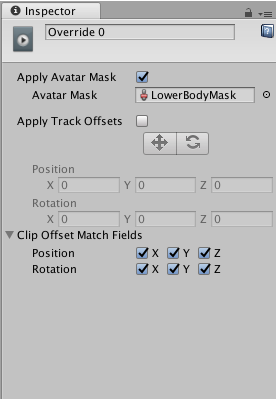 Inspector
Override 0
Apply Avatar Mask
Avatar Mask LowerBodyMask
Apply Track Offsets
Position
X 0 Y 0 Z 0
Rotation
X 0 Y 0 Z 0
Clip Offset Match Fields
Position X Y Z
Rotation X Y Z